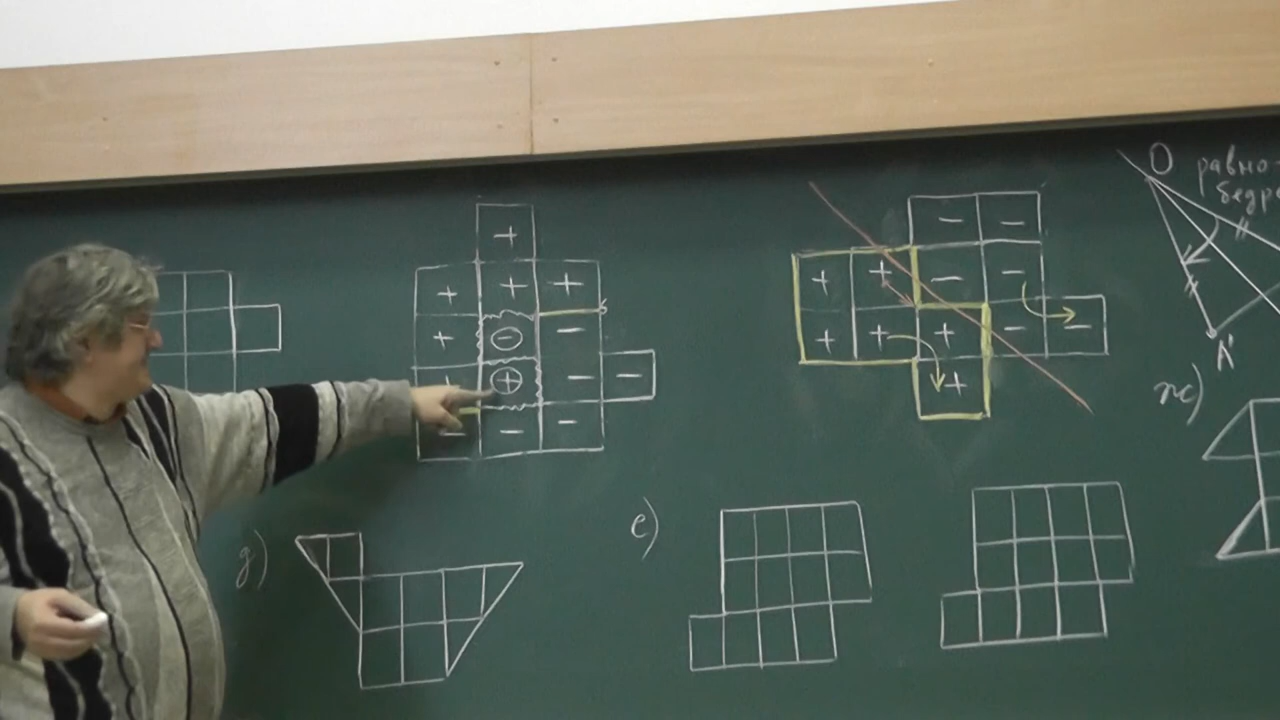 +
+ + +
+ ⊖ −
⊕ − −
− − −
− −
+ + − −
+ + + − −
+
O равно-
бедре
A'
ж)
д)
е)